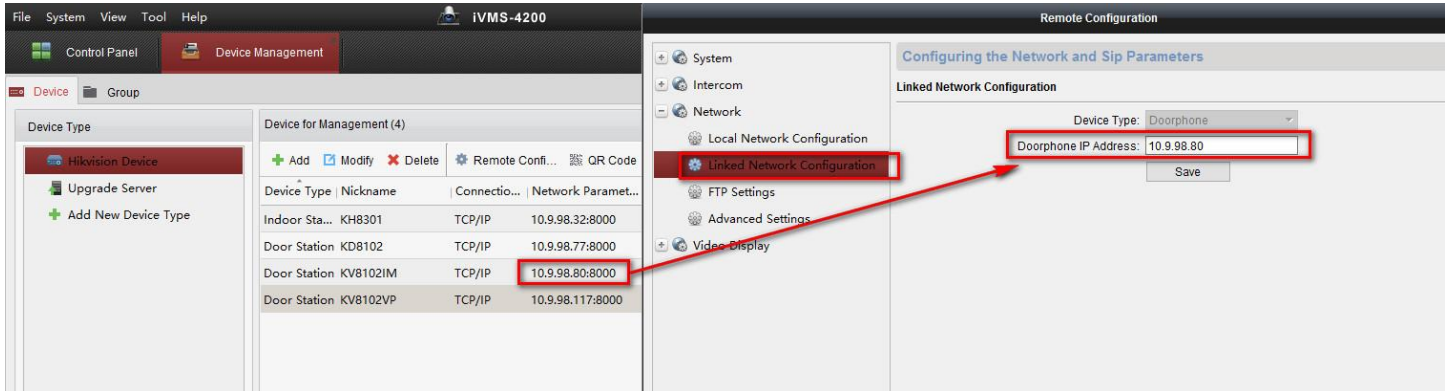 File System View Tool Help
iVMS-4200
Control Panel
Device Management
Device
Group
Device Type
Hikvision Device
Upgrade Server
Add New Device Type
Device for Management (4)
Add Modify Delete Remote Confi... QR Code
Device Type Nickname Connectio... Network Paramet...
Indoor Sta... KH8301 TCP/IP 10.9.98.32:8000
Door Station KD8102 TCP/IP 10.9.98.77:8000
Door Station KV8102IM TCP/IP 10.9.98.80:8000
Door Station KV8102VP TCP/IP 10.9.98.117:8000
Remote Configuration
System
Intercom
Network
Local Network Configuration
Linked Network Configuration
FTP Settings
Advanced Settings
Video Display
Configuring the Network and Sip Parameters
Linked Network Configuration
Device Type: Doorphone
Doorphone IP Address: 10.9.98.80
Save